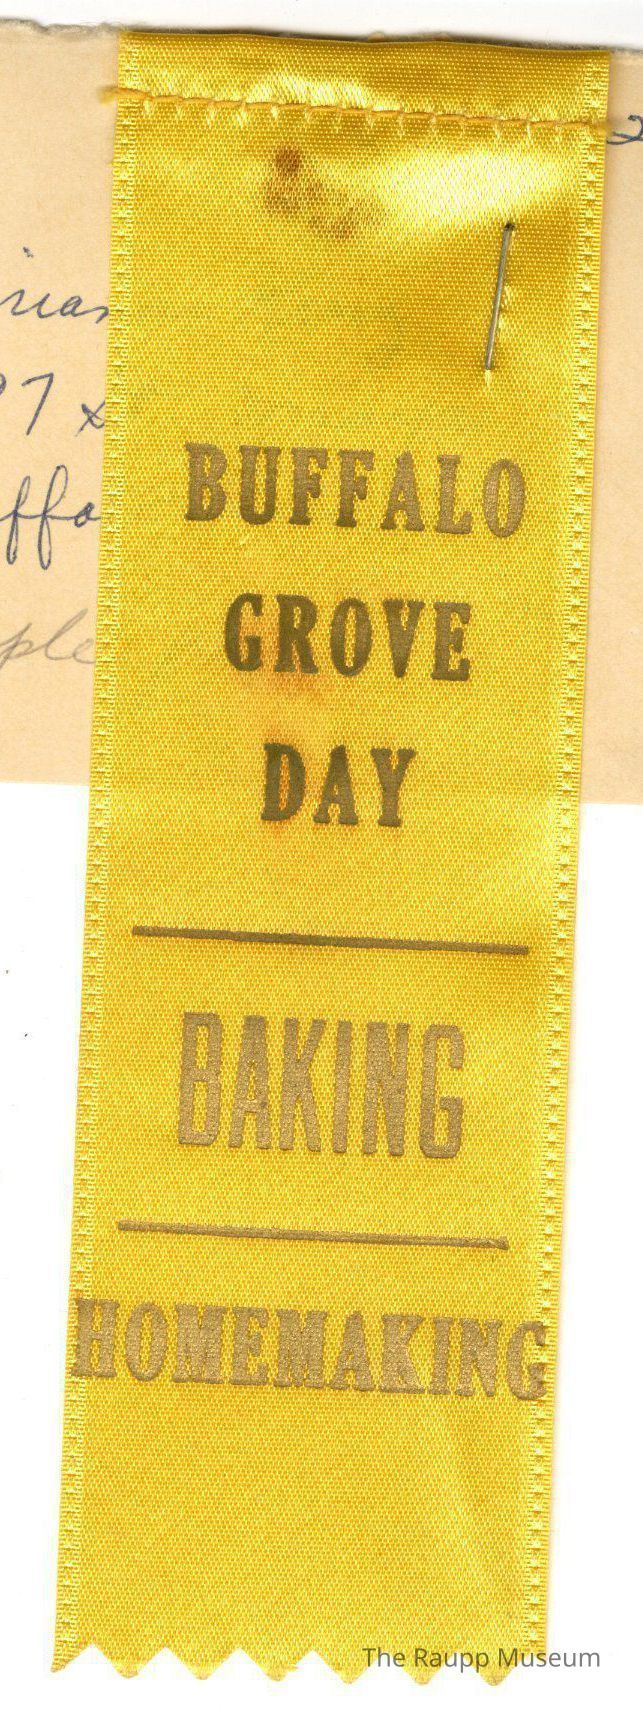 BUFFALO
GROVE
DAY
BAKING
HOMEMAKING
The Raupp Museum